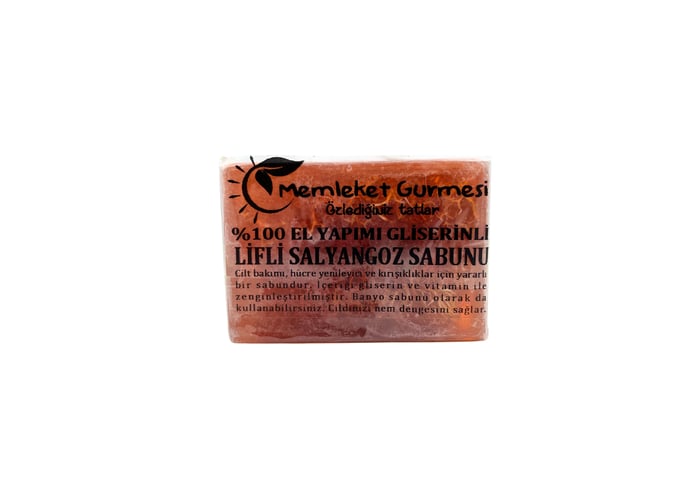 Memleket Gurmesi
Özlediğiniz tatlar
%100 EL YAPIMI GLİSERİNLİ
LİFLİ SALYANGOZ SABUNU
Cilt bakımı, hücre yenileyici ve kırışıklıklar için yararlı
bir sabundur. İçeriği gliserin ve vitamin ile
zenginleştirilmiştir. Banyo sabunu olarak da
kullanabilirsiniz. Cildinizi nem dengesini sağlar.